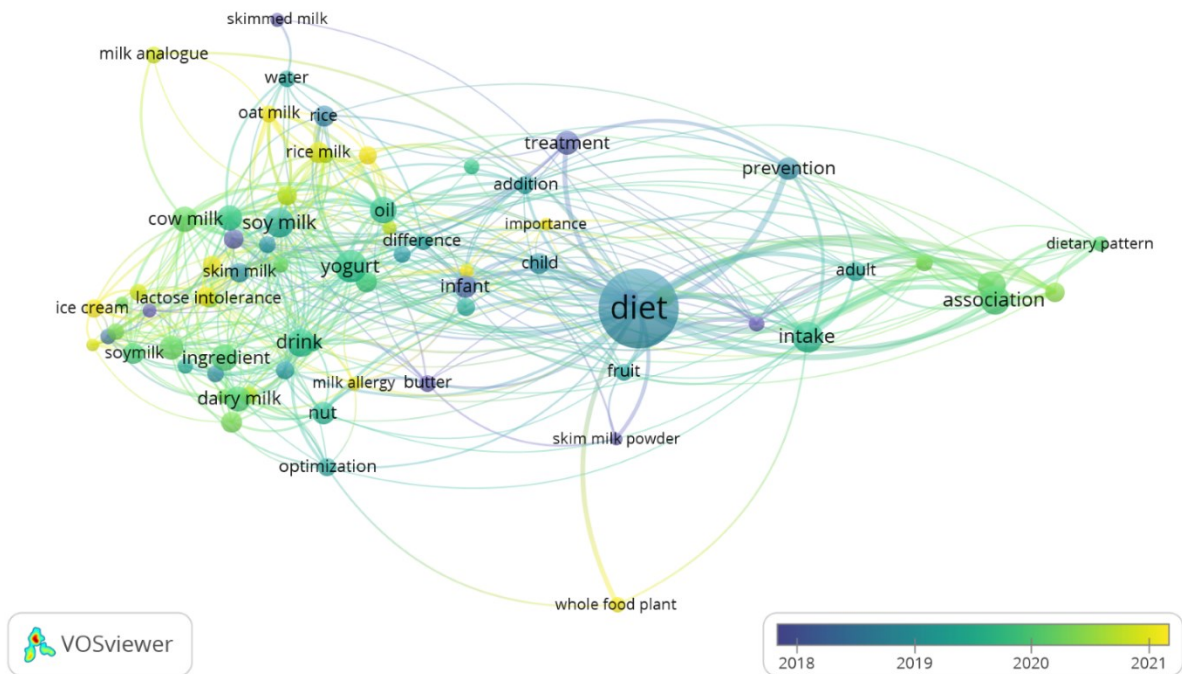 skimmed milk
milk analogue
water
oat milk
rice
rice milk
treatment
prevention
addition
cow milk
soy milk
oil
importance
difference
dietary pattern
skim milk
yogurt
child
adult
infant
lactose intolerance
ice cream
diet
association
intake
drink
soymilk
ingredient
fruit
milk allergy
butter
dairy milk
nut
skim milk powder
optimization
whole food plant
VOSviewer
2018
2019
2020
2021